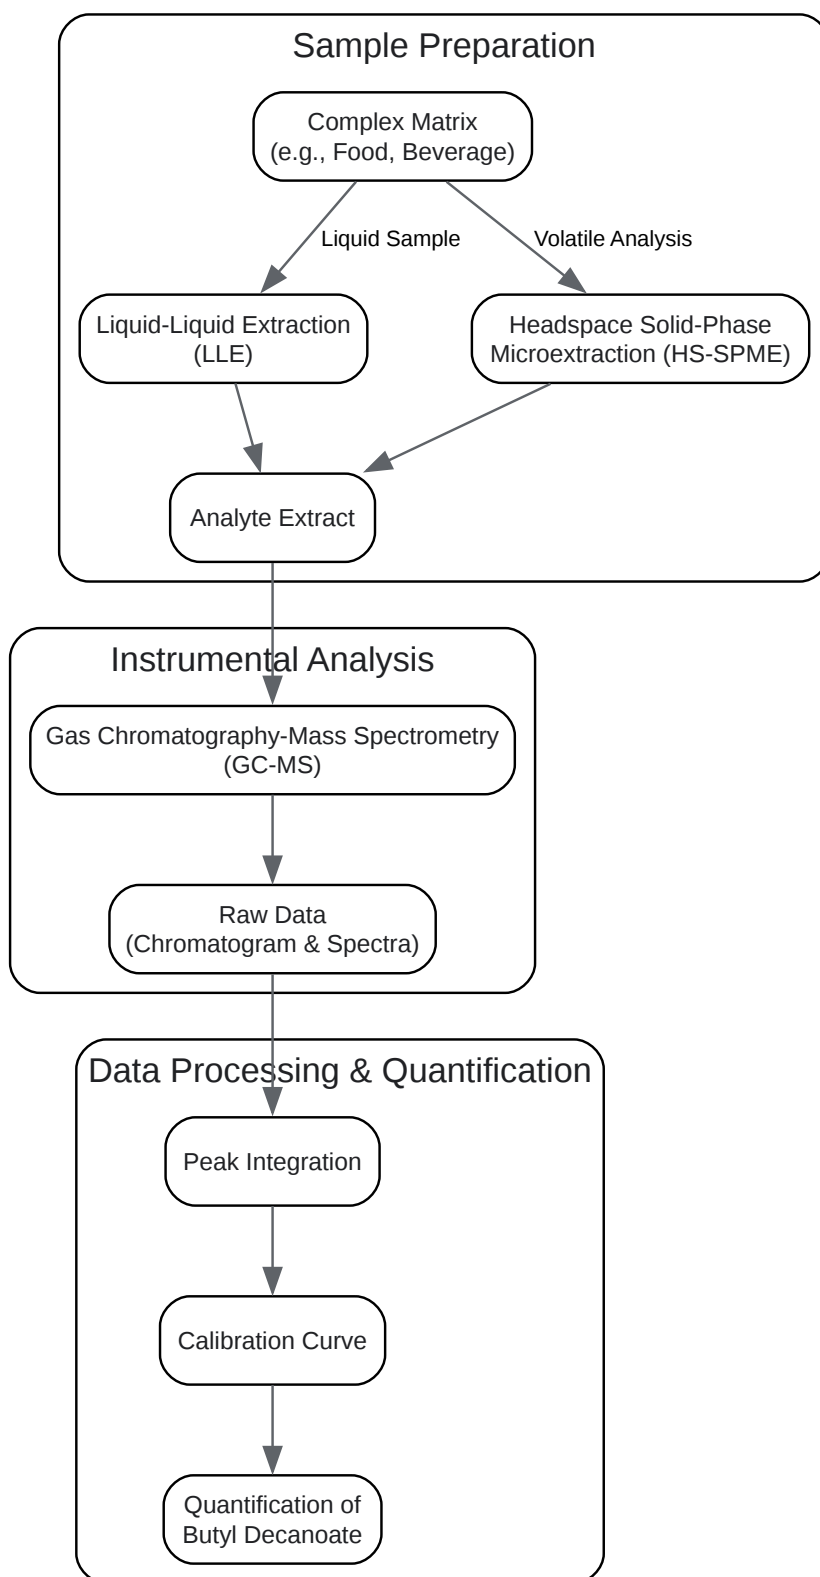 Sample Preparation
Complex Matrix
(e.g., Food, Beverage)
Liquid Sample
Volatile Analysis
Liquid-Liquid Extraction
(LLE)
Headspace Solid-Phase
Microextraction (HS-SPME)
Analyte Extract
Instrumental Analysis
Gas Chromatography-Mass Spectrometry
(GC-MS)
Raw Data
(Chromatogram & Spectra)
Data Processing & Quantification
Peak Integration
Calibration Curve
Quantification of
Butyl Decanoate